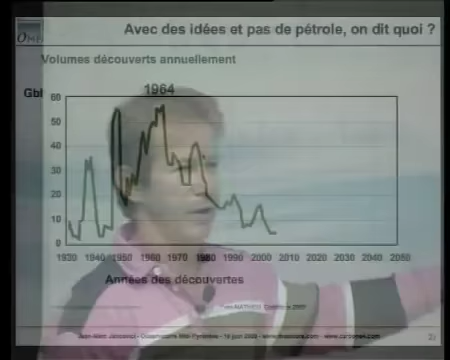 Avec des idées et pas de pétrole, on dit quoi ?
Volumes découverts annuellement
1964
60
50
40
30
20
10
0
1930 1940 1950 1960 1970 1980 1990 2000 2010 2020 2030 2040 2050
Années des découvertes